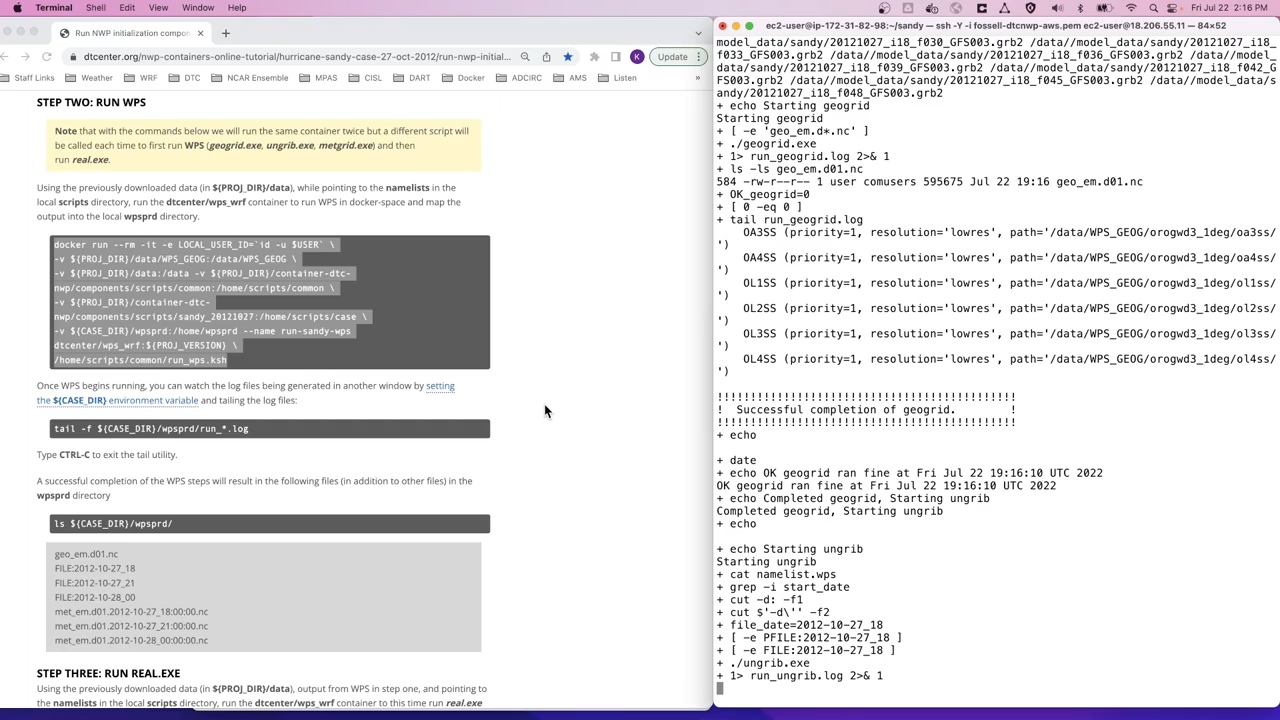 Terminal Shell Edit View Window Help
Fri Jul 22 2:16 PM
Run NWP initialization compon
dtcenter.org/nwp-containers-online-tutorial/hurricane-sandy-case-27-oct-2012/run-nwp-initial...
K
Update
Staff Links Weather WRF DTC NCAR Ensemble MPAS CISL DART Docker ADCIRC AMS Listen »
STEP TWO: RUN WPS
Note that with the commands below we will run the same container twice but a different script will
be called each time to first run WPS (geogrid.exe, ungrib.exe, metgrid.exe) and then
run real.exe.
Using the previously downloaded data (in ${PROJ_DIR}/data), while pointing to the namelists in the
local scripts directory, run the dtcenter/wps_wrf container to run WPS in docker-space and map the
output into the local wpsprd directory.
docker run --rm -it -e LOCAL_USER_ID=`id -u $USER` \
-v ${PROJ_DIR}/data/WPS_GEOG:/data/WPS_GEOG \
-v ${PROJ_DIR}/data:/data -v ${PROJ_DIR}/container-dtc-
nwp/components/scripts/common:/home/scripts/common \
-v ${PROJ_DIR}/container-dtc-
nwp/components/scripts/sandy_20121027:/home/scripts/case \
-v ${CASE_DIR}/wpsprd:/home/wpsprd --name run-sandy-wps
dtcenter/wps_wrf:${PROJ_VERSION} \
/home/scripts/common/run_wps.ksh
Once WPS begins running, you can watch the log files being generated in another window by setting
the ${CASE_DIR} environment variable and tailing the log files:
tail -f ${CASE_DIR}/wpsprd/run_*.log
Type CTRL-C to exit the tail utility.
A successful completion of the WPS steps will result in the following files (in addition to other files) in the
wpsprd directory
ls ${CASE_DIR}/wpsprd/
geo_em.d01.nc
FILE:2012-10-27_18
FILE:2012-10-27_21
FILE:2012-10-28_00
met_em.d01.2012-10-27_18:00:00.nc
met_em.d01.2012-10-27_21:00:00.nc
met_em.d01.2012-10-28_00:00:00.nc
STEP THREE: RUN REAL.EXE
Using the previously downloaded data (in ${PROJ_DIR}/data), output from WPS in step one, and pointing to
the namelists in the local scripts directory, run the dtcenter/wps_wrf container to this time run real.exe
ec2-user@ip-172-31-82-98:~/sandy — ssh -Y -i fossell-dtcnwp-aws.pem ec2-user@18.206.55.11 — 84×52
model_data/sandy/20121027_i18_f030_GFS003.grb2 /data//model_data/sandy/20121027_i18_
f033_GFS003.grb2 /data//model_data/sandy/20121027_i18_f036_GFS003.grb2 /data//model_
data/sandy/20121027_i18_f039_GFS003.grb2 /data//model_data/sandy/20121027_i18_f042_G
FS003.grb2 /data//model_data/sandy/20121027_i18_f045_GFS003.grb2 /data//model_data/s
andy/20121027_i18_f048_GFS003.grb2
+ echo Starting geogrid
Starting geogrid
+ [ -e 'geo_em.d*.nc' ]
+ ./geogrid.exe
+ 1> run_geogrid.log 2>& 1
+ ls -ls geo_em.d01.nc
584 -rw-r--r-- 1 user comusers 595675 Jul 22 19:16 geo_em.d01.nc
+ OK_geogrid=0
+ [ 0 -eq 0 ]
+ tail run_geogrid.log
OA3SS (priority=1, resolution='lowres', path='/data/WPS_GEOG/orogwd3_1deg/oa3ss/
')
OA4SS (priority=1, resolution='lowres', path='/data/WPS_GEOG/orogwd3_1deg/oa4ss/
')
OL1SS (priority=1, resolution='lowres', path='/data/WPS_GEOG/orogwd3_1deg/ol1ss/
')
OL2SS (priority=1, resolution='lowres', path='/data/WPS_GEOG/orogwd3_1deg/ol2ss/
')
OL3SS (priority=1, resolution='lowres', path='/data/WPS_GEOG/orogwd3_1deg/ol3ss/
')
OL4SS (priority=1, resolution='lowres', path='/data/WPS_GEOG/orogwd3_1deg/ol4ss/
')
!!!!!!!!!!!!!!!!!!!!!!!!!!!!!!!!!!!!!!!!!!!!!!
! Successful completion of geogrid. !
!!!!!!!!!!!!!!!!!!!!!!!!!!!!!!!!!!!!!!!!!!!!!!
+ echo
+ date
+ echo OK geogrid ran fine at Fri Jul 22 19:16:10 UTC 2022
OK geogrid ran fine at Fri Jul 22 19:16:10 UTC 2022
+ echo Completed geogrid, Starting ungrib
Completed geogrid, Starting ungrib
+ echo
+ echo Starting ungrib
Starting ungrib
+ cat namelist.wps
+ grep -i start_date
+ cut -d: -f1
+ cut $'-d\'' -f2
+ file_date=2012-10-27_18
+ [ -e PFILE:2012-10-27_18 ]
+ [ -e FILE:2012-10-27_18 ]
+ ./ungrib.exe
+ 1> run_ungrib.log 2>& 1